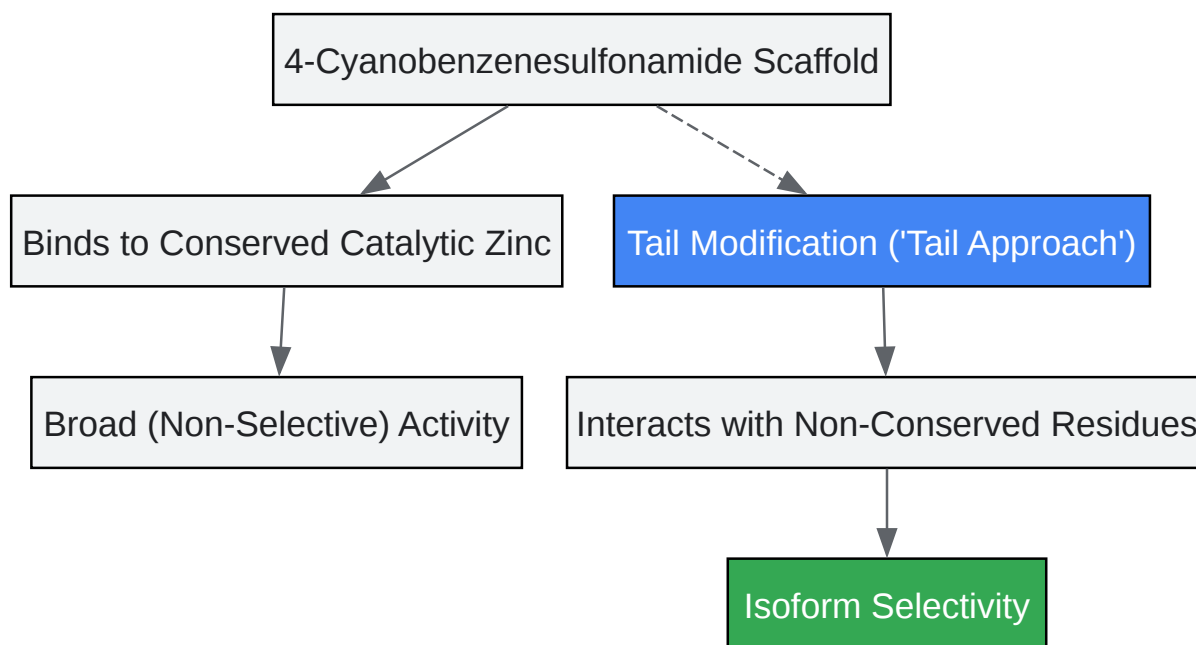 4-Cyanobenzenesulfonamide Scaffold
Binds to Conserved Catalytic Zinc
Tail Modification ('Tail Approach')
Broad (Non-Selective) Activity
Interacts with Non-Conserved Residues
Isoform Selectivity